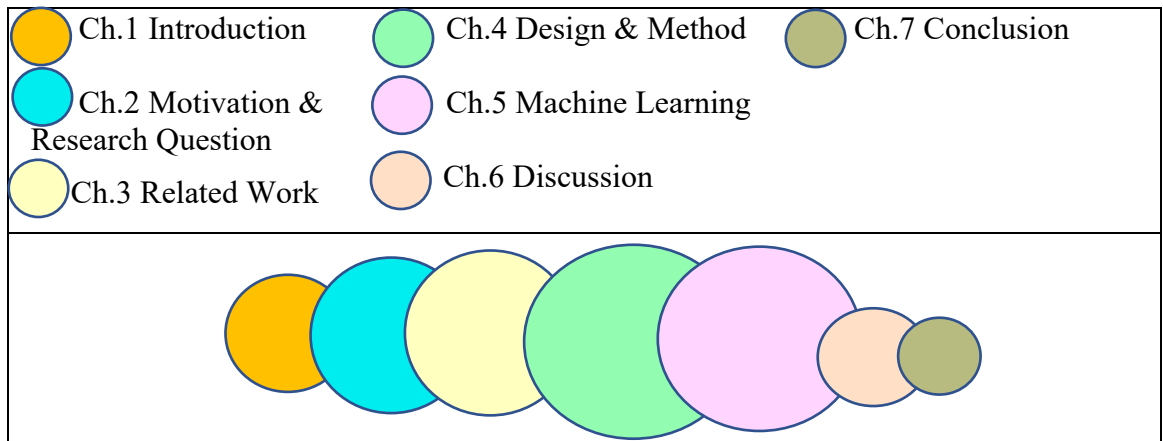 Ch.1 Introduction
Ch.2 Motivation &
Research Question
Ch.3 Related Work
Ch.4 Design & Method
Ch.5 Machine Learning
Ch.6 Discussion
Ch.7 Conclusion